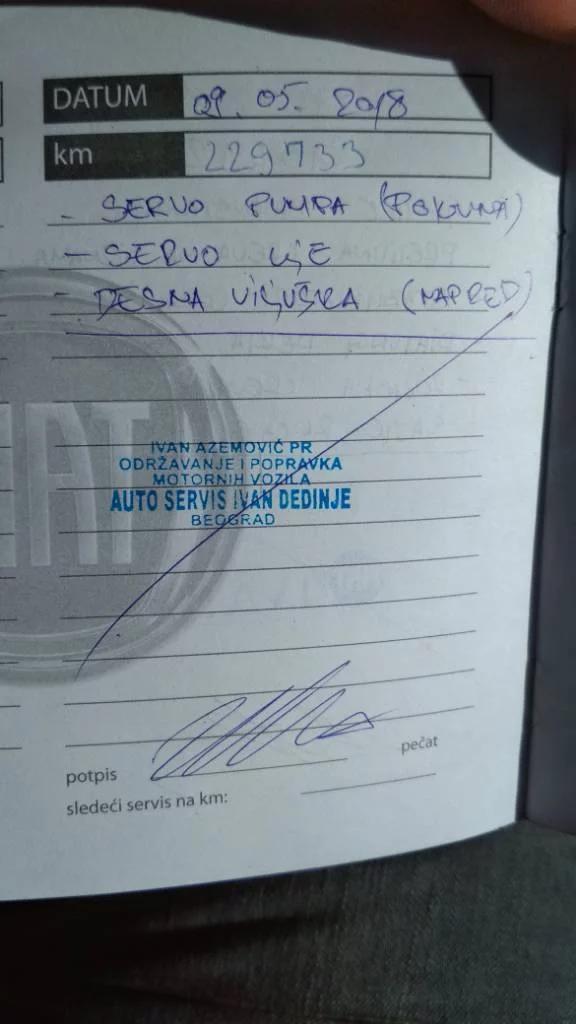 DATUM 09. 05. 2018
km 229733
- SERVO PUMPA (POLOVNA)
- SERVO ULJE
- DESNA VILJUŠKA (NAPRED)
IVAN AZEMOVIĆ PR
ODRŽAVANJE I POPRAVKA
MOTORNIH VOZILA
AUTO SERVIS IVAN DEDINJE
BEOGRAD
potpis
pečat
sledeći servis na km: